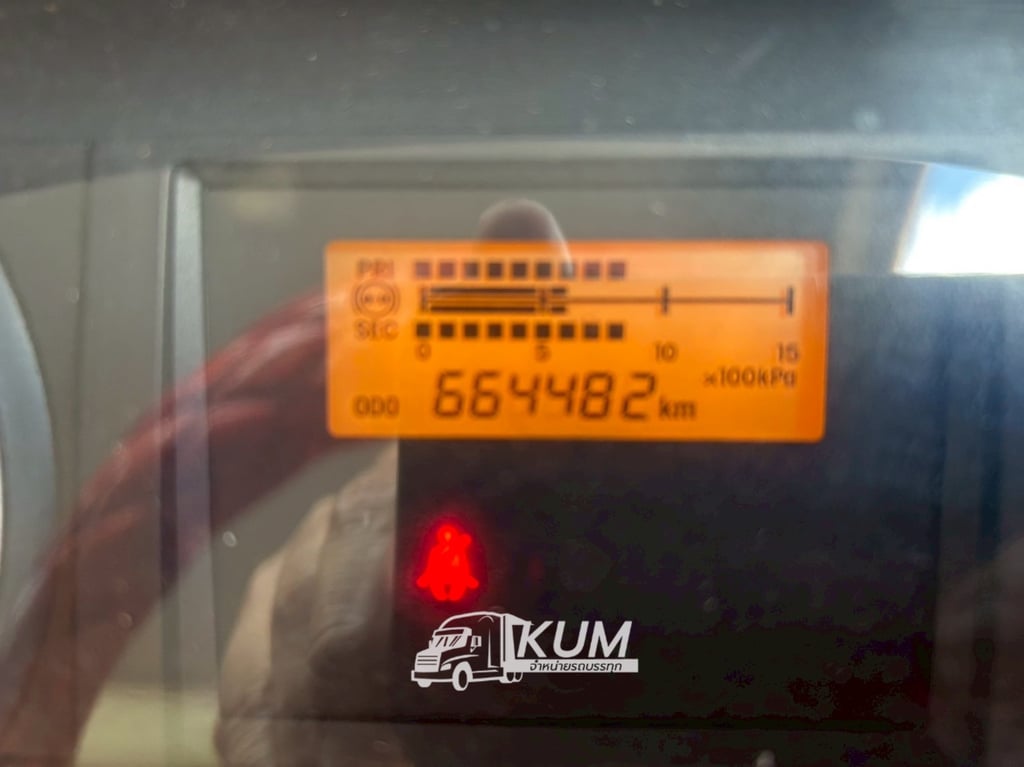 PRI
SEC
0 5 10 15
×100kPa
ODO 664482 km
KUM
จำหน่ายรถบรรทุก